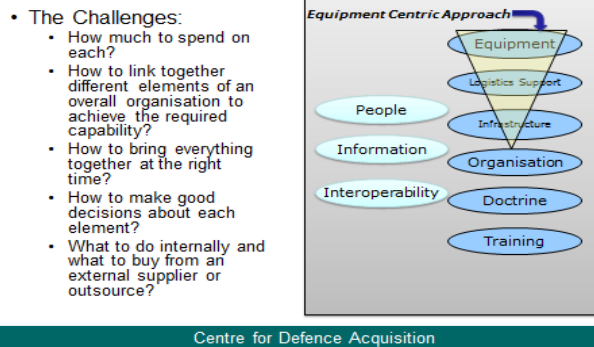 • The Challenges:
• How much to spend on
each?
• How to link together
different elements of an
overall organisation to
achieve the required
capability?
• How to bring everything
together at the right
time?
• How to make good
decisions about each
element?
• What to do internally and
what to buy from an
external supplier or
outsource?
Equipment Centric Approach
Equipment
Logistics Support
Infrastructure
Organisation
Doctrine
Training
People
Information
Interoperability
Centre for Defence Acquisition